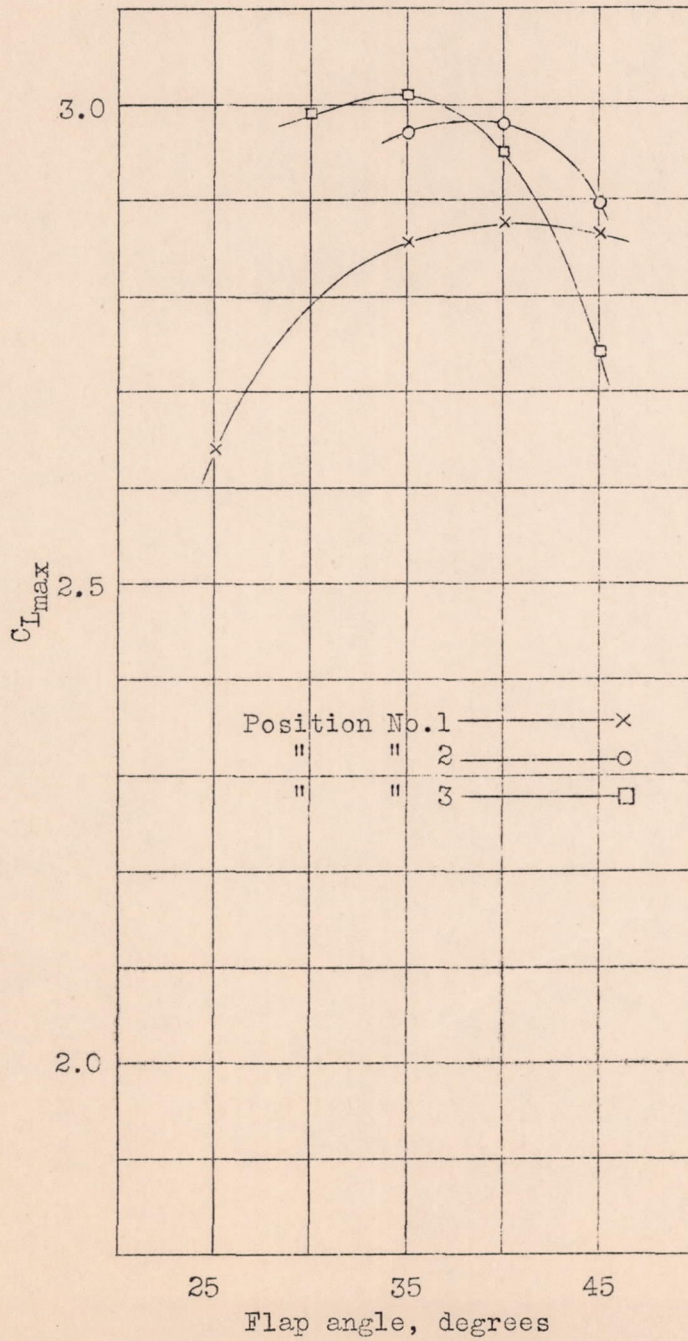 3.0
C_Lmax
2.5
Position No.1
" " 2
" " 3
2.0
25 35 45
Flap angle, degrees